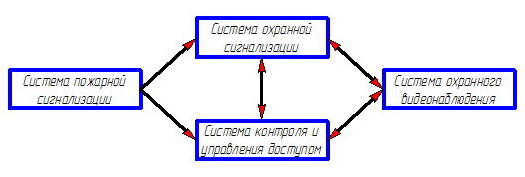 Система охранной
сигнализации
Система пожарной
сигнализации
Система охранного
видеонаблюдения
Система контроля и
управления доступом